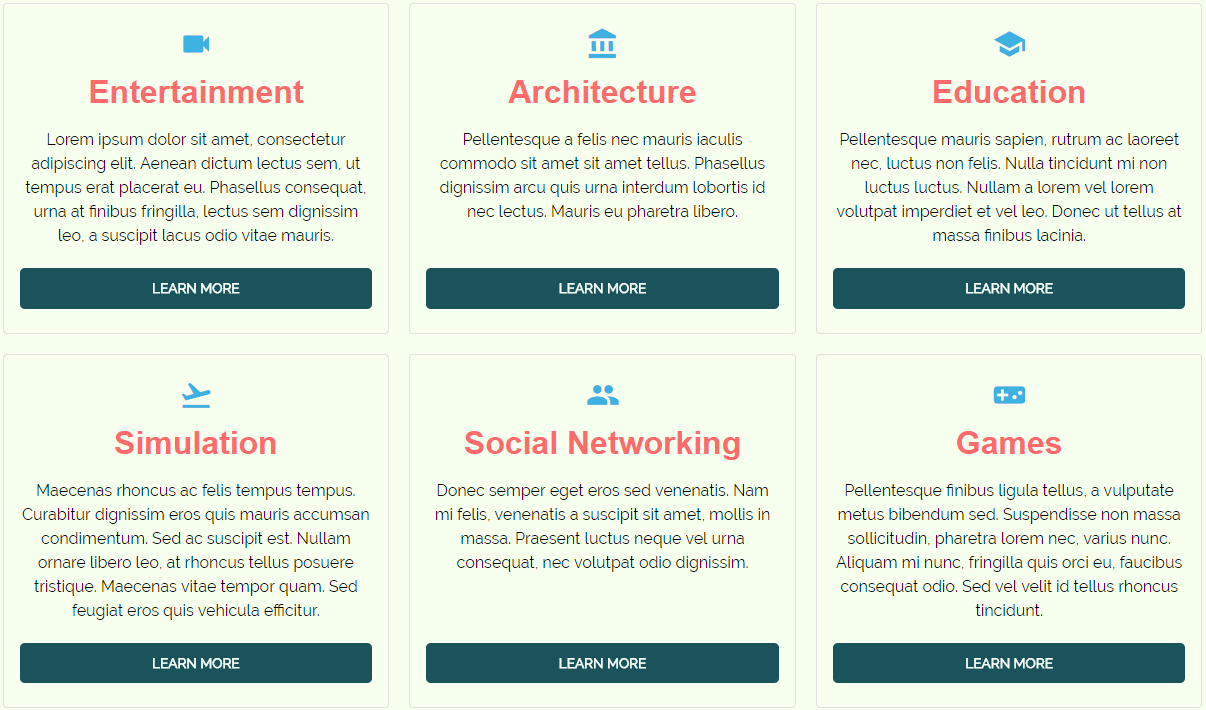 Entertainment
Lorem ipsum dolor sit amet, consectetur
adipiscing elit. Aenean dictum lectus sem, ut
tempus erat placerat eu. Phasellus consequat,
urna at finibus fringilla, lectus sem dignissim
leo, a suscipit lacus odio vitae mauris.
LEARN MORE
Architecture
Pellentesque a felis nec mauris iaculis
commodo sit amet sit amet tellus. Phasellus
dignissim arcu quis urna interdum lobortis id
nec lectus. Mauris eu pharetra libero.
LEARN MORE
Education
Pellentesque mauris sapien, rutrum ac laoreet
nec, luctus non felis. Nulla tincidunt mi non
luctus luctus. Nullam a lorem vel lorem
volutpat imperdiet et vel leo. Donec ut tellus at
massa finibus lacinia.
LEARN MORE
Simulation
Maecenas rhoncus ac felis tempus tempus.
Curabitur dignissim eros quis mauris accumsan
condimentum. Sed ac suscipit est. Nullam
ornare libero leo, at rhoncus tellus posuere
tristique. Maecenas vitae tempor quam. Sed
feugiat eros quis vehicula efficitur.
LEARN MORE
Social Networking
Donec semper eget eros sed venenatis. Nam
mi felis, venenatis a suscipit sit amet, mollis in
massa. Praesent luctus neque vel urna
consequat, nec volutpat odio dignissim.
LEARN MORE
Games
Pellentesque finibus ligula tellus, a vulputate
metus bibendum sed. Suspendisse non massa
sollicitudin, pharetra lorem nec, varius nunc.
Aliquam mi nunc, fringilla quis orci eu, faucibus
consequat odio. Sed vel velit id tellus rhoncus
tincidunt.
LEARN MORE